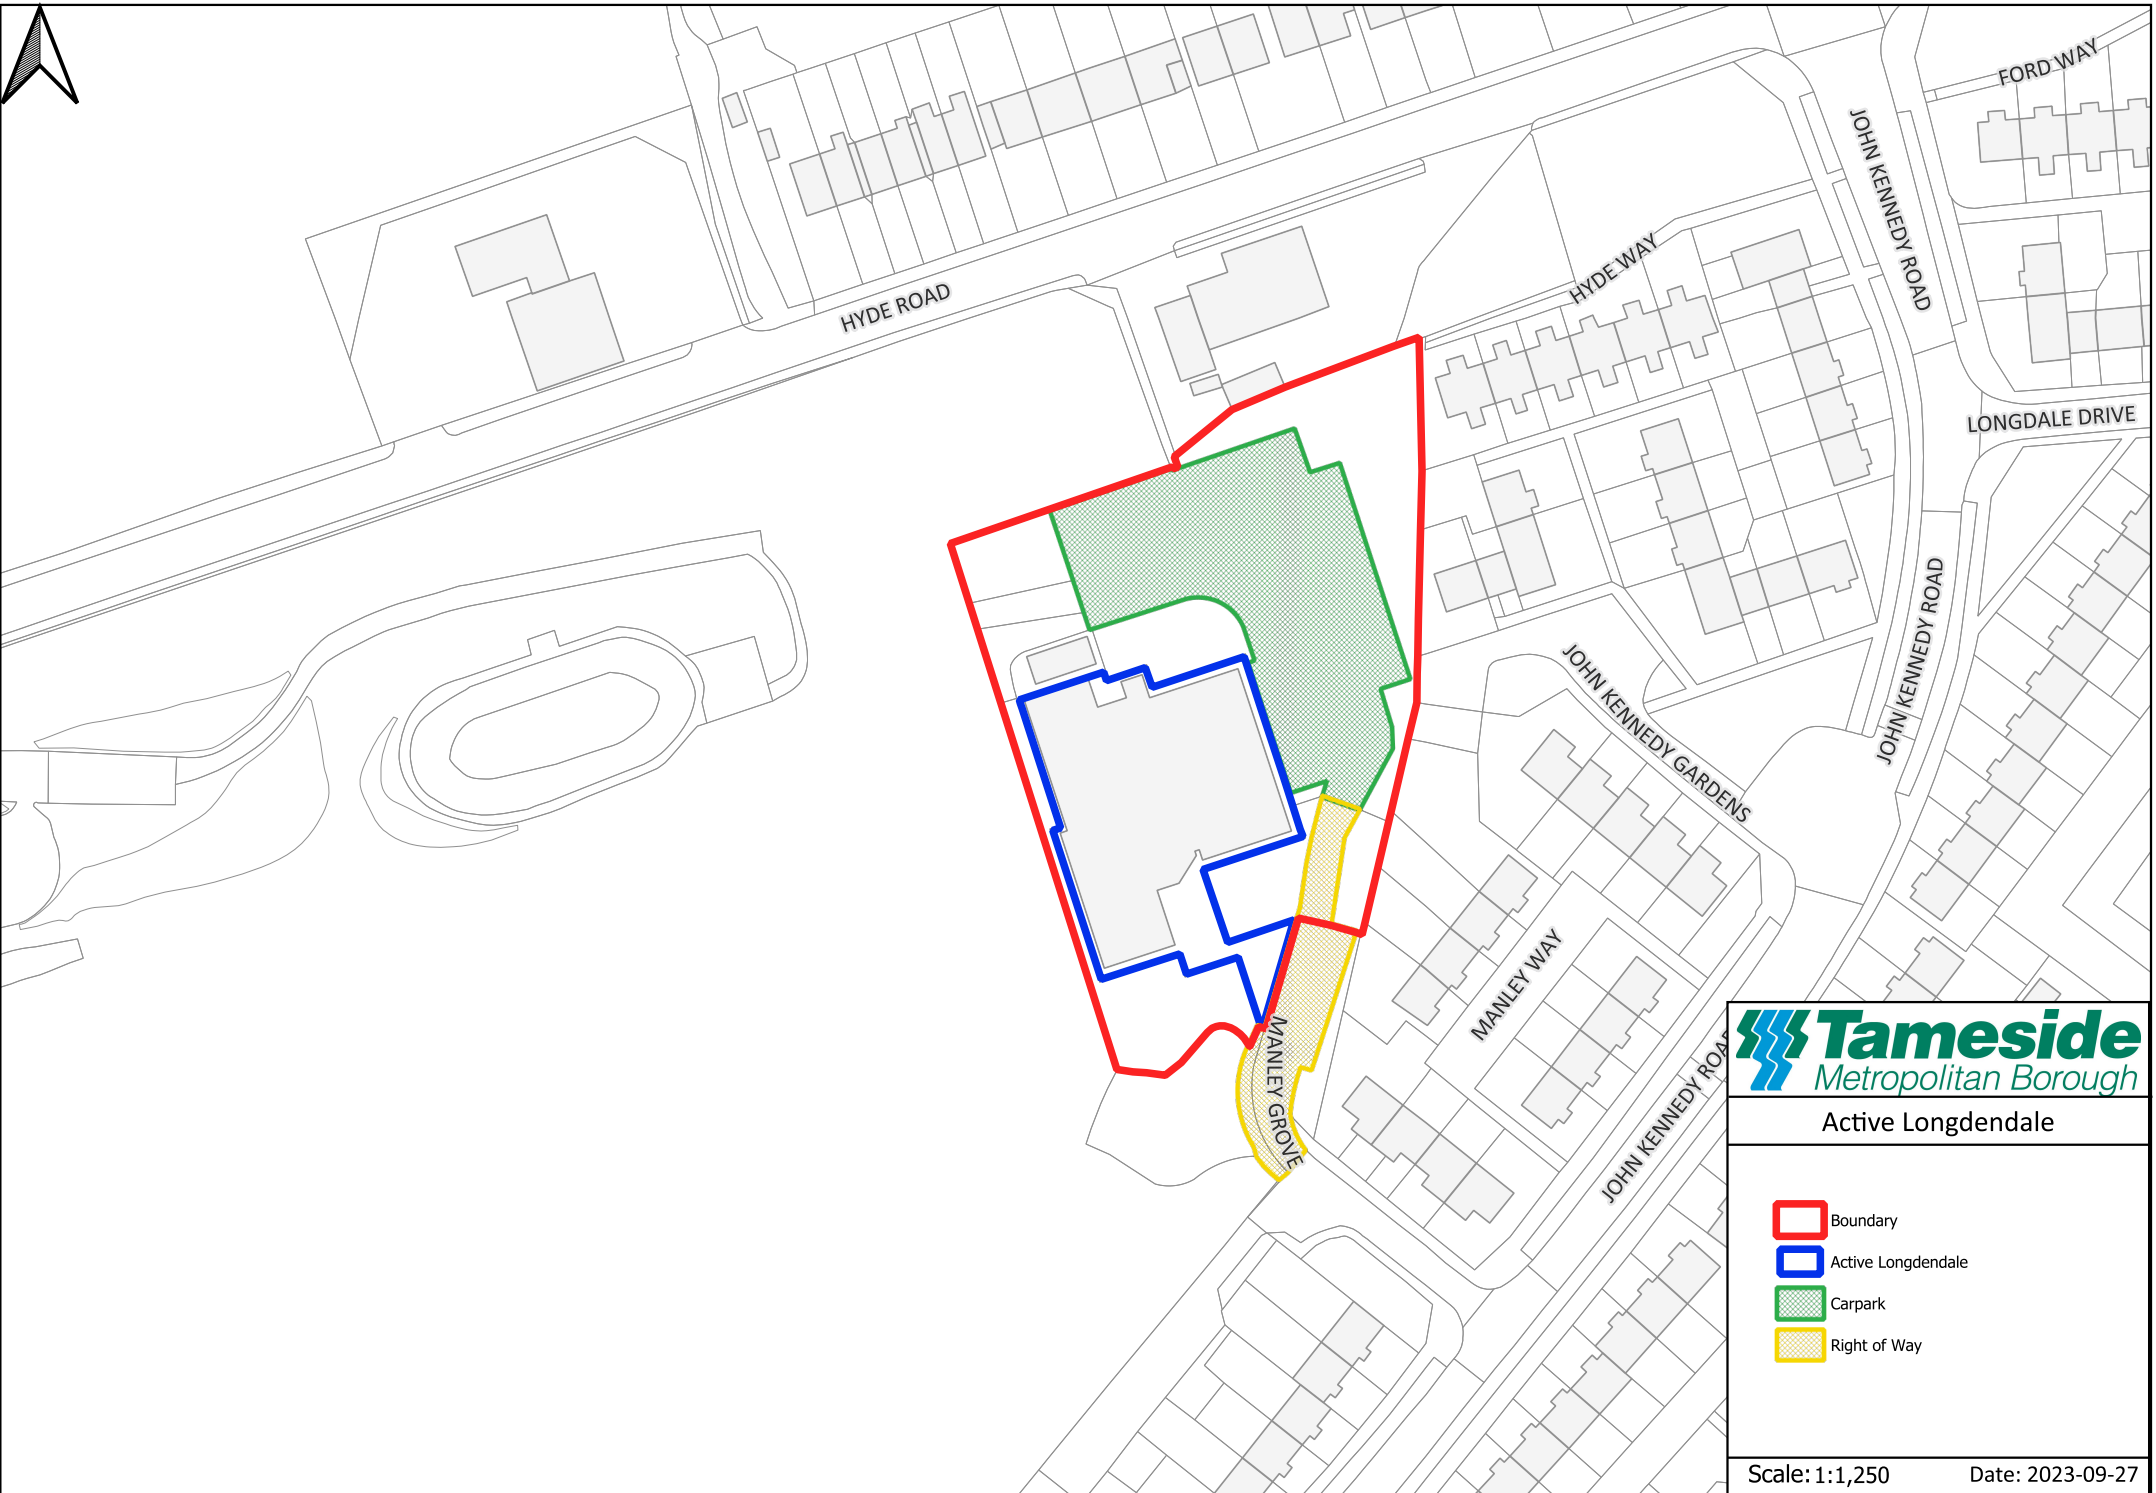 FORD WAY
JOHN KENNEDY ROAD
HYDE WAY
HYDE ROAD
LONGDALE DRIVE
JOHN KENNEDY ROAD
JOHN KENNEDY GARDENS
MANLEY WAY
MANLEY GROVE
JOHN KENNEDY ROAD
Tameside
Metropolitan Borough
Active Longdendale
Boundary
Active Longdendale
Carpark
Right of Way
Scale: 1:1,250
Date: 2023-09-27